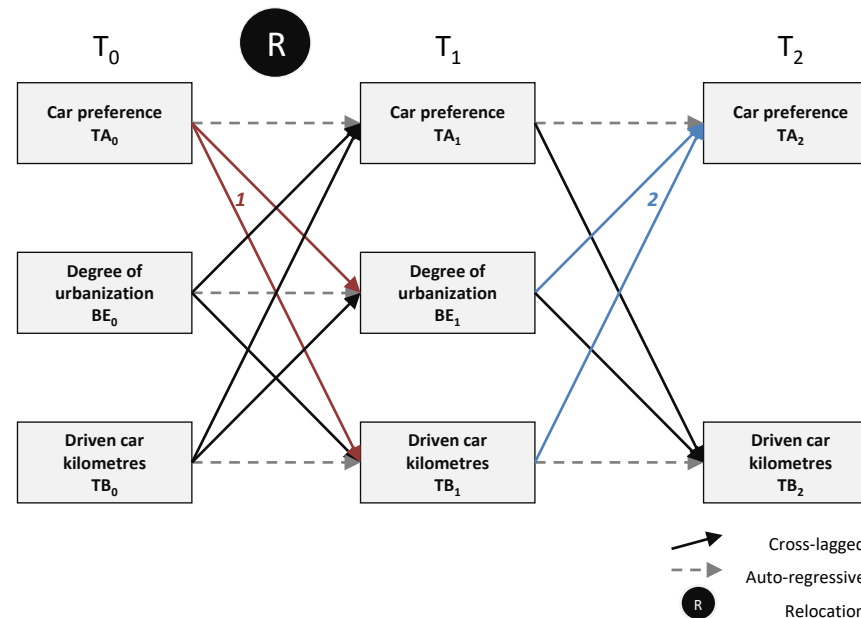 T₀ R T₁ T₂
Car preference
TA₀
Car preference
TA₁
Car preference
TA₂
1
2
Degree of
urbanization
BE₀
Degree of
urbanization
BE₁
Driven car
kilometres
TB₀
Driven car
kilometres
TB₁
Driven car
kilometres
TB₂
Cross-lagged
Auto-regressive
R Relocation